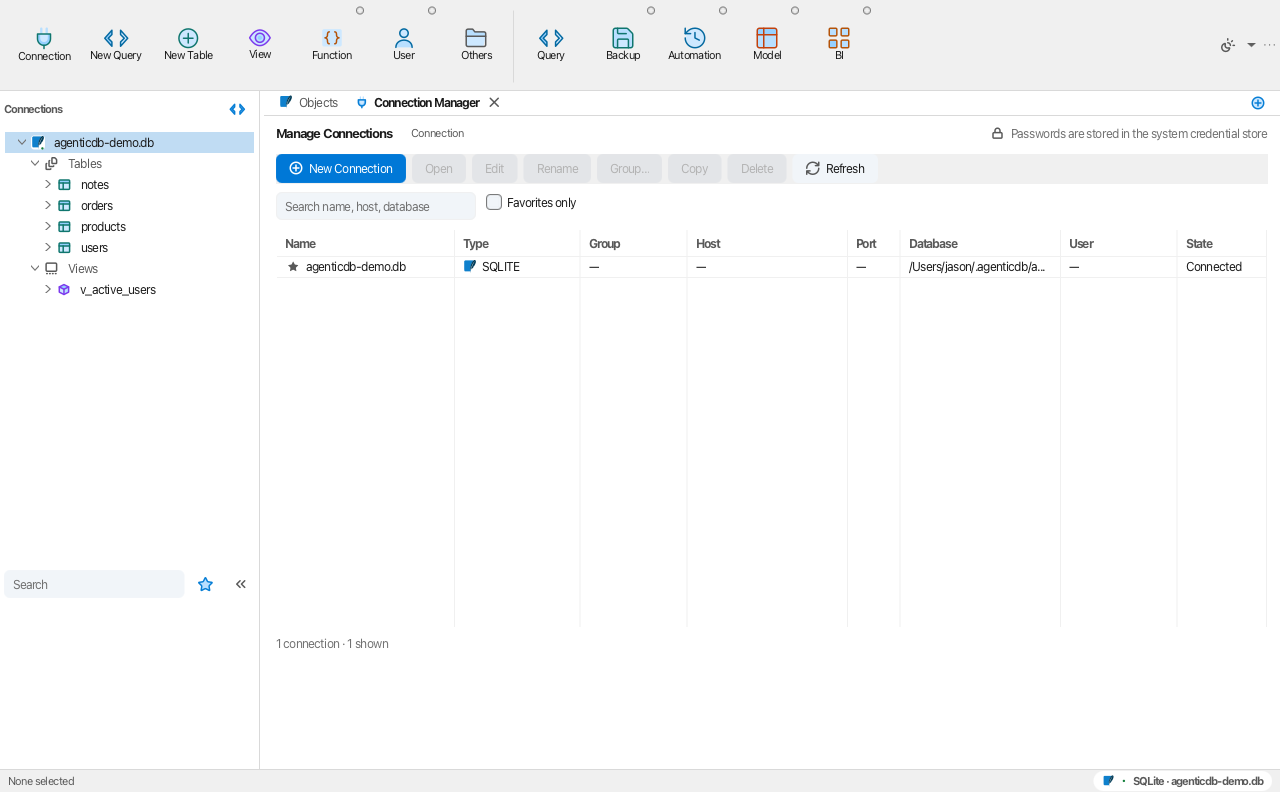 Connection
New Query
New Table
View
Function
User
Others
Query
Backup
Automation
Model
BI
Connections
agenticdb-demo.db
Tables
notes
orders
products
users
Views
v_active_users
Search
Objects
Connection Manager
Manage Connections
Connection
Passwords are stored in the system credential store
New Connection
Open
Edit
Rename
Group...
Copy
Delete
Refresh
Search name, host, database
Favorites only
Name Type Group Host Port Database User State
agenticdb-demo.db SQLITE — — — /Users/jason/.agenticdb/a... — Connected
1 connection · 1 shown
None selected
SQLite · agenticdb-demo.db